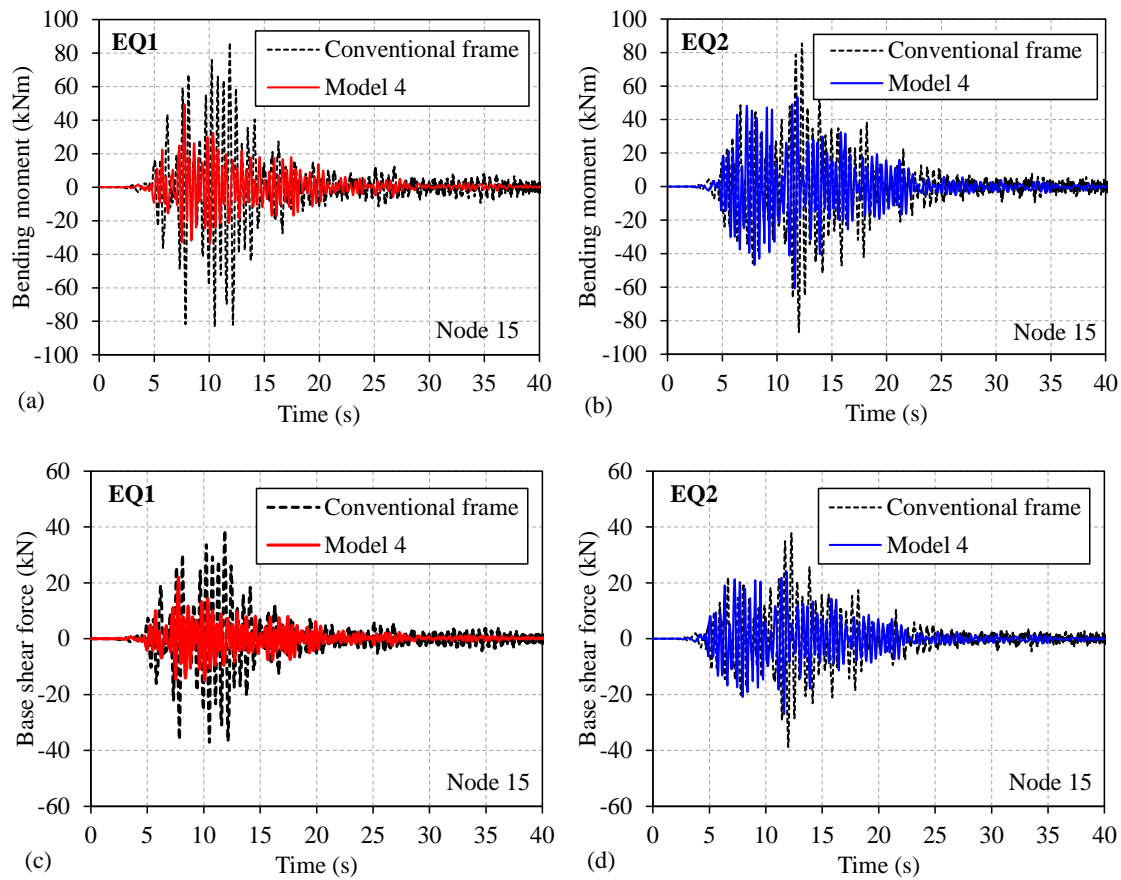 EQ1
Conventional frame
Model 4
100
80
60
40
20
0
-20
-40
-60
-80
-100
Bending moment (kNm)
Node 15
0 5 10 15 20 25 30 35 40
Time (s)
(a)
EQ2
Conventional frame
Model 4
100
80
60
40
20
0
-20
-40
-60
-80
-100
Bending moment (kNm)
Node 15
0 5 10 15 20 25 30 35 40
Time (s)
(b)
EQ1
Conventional frame
Model 4
60
40
20
0
-20
-40
-60
Base shear force (kN)
Node 15
0 5 10 15 20 25 30 35 40
Time (s)
(c)
EQ2
Conventional frame
Model 4
60
40
20
0
-20
-40
-60
Base shear force (kN)
Node 15
0 5 10 15 20 25 30 35 40
Time (s)
(d)